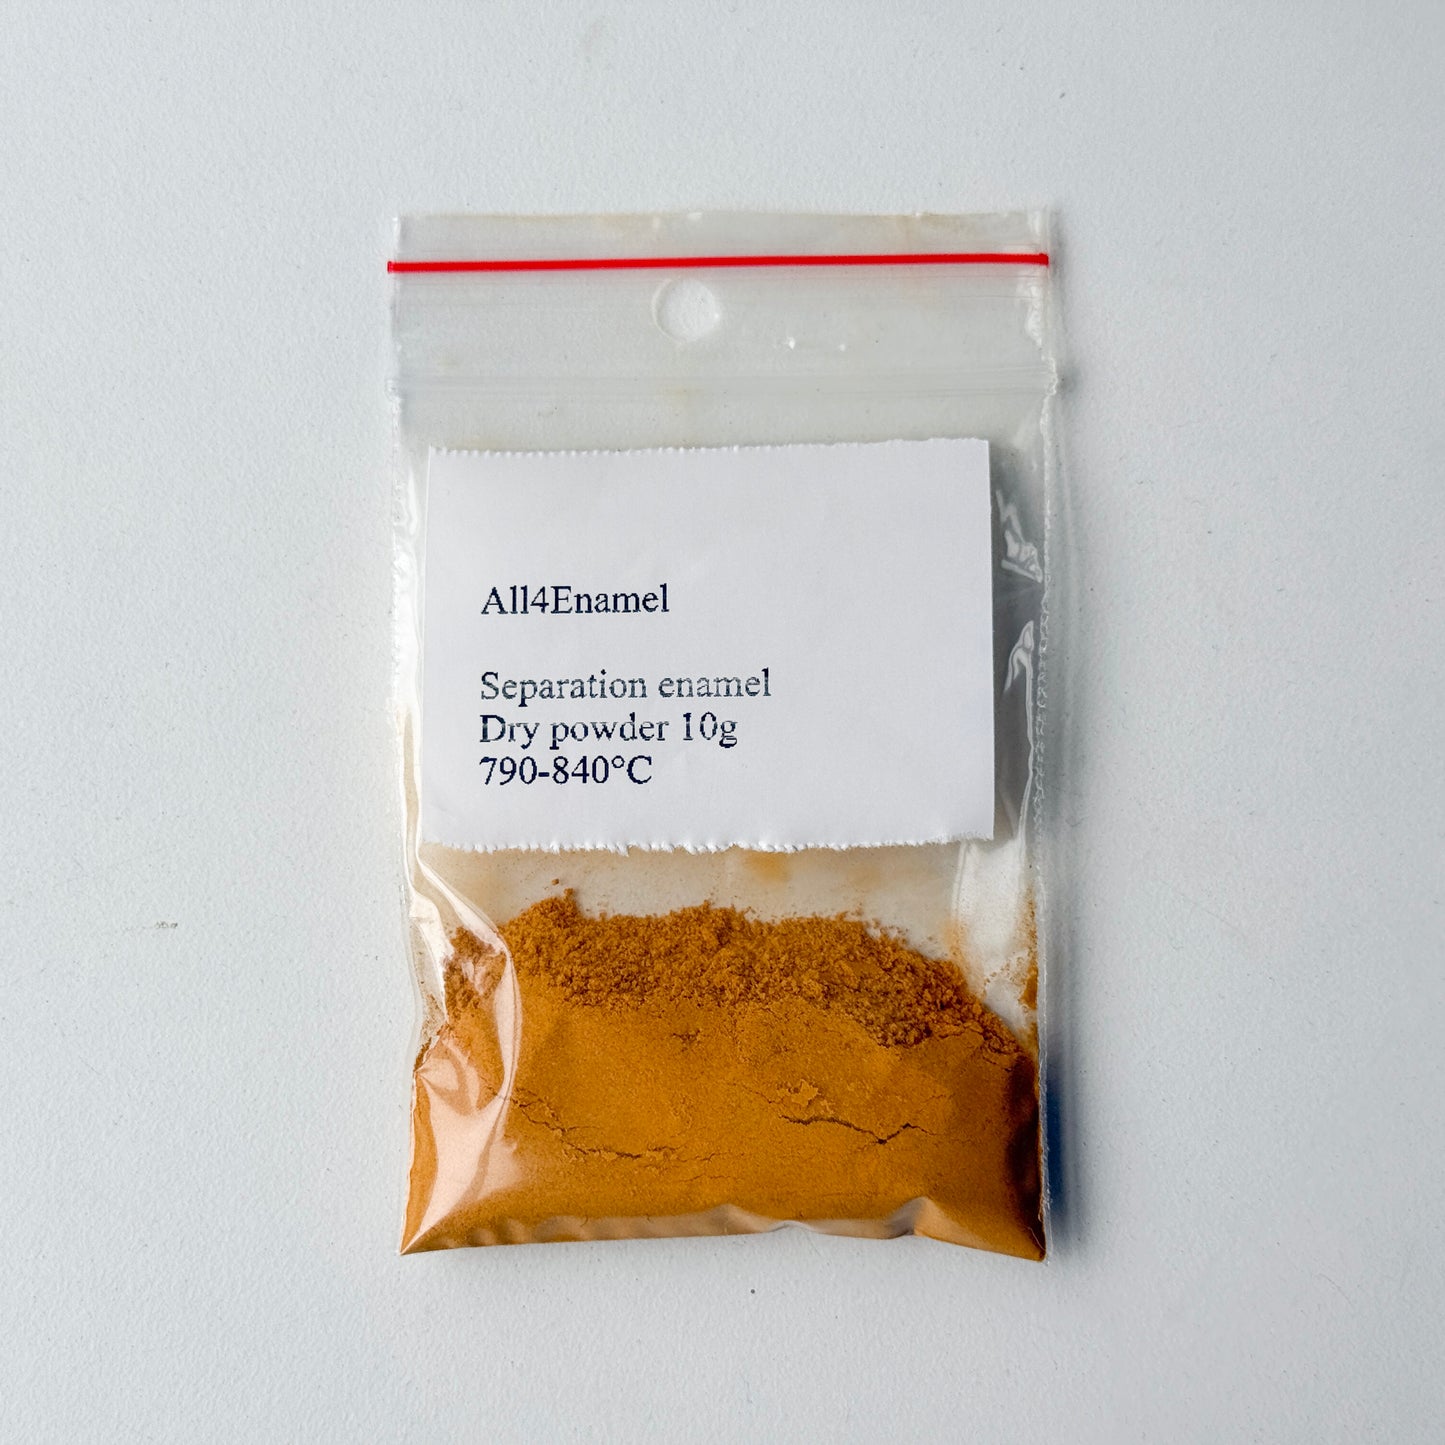 All4Enamel
Separation enamel
Dry powder 10g
790-840°C